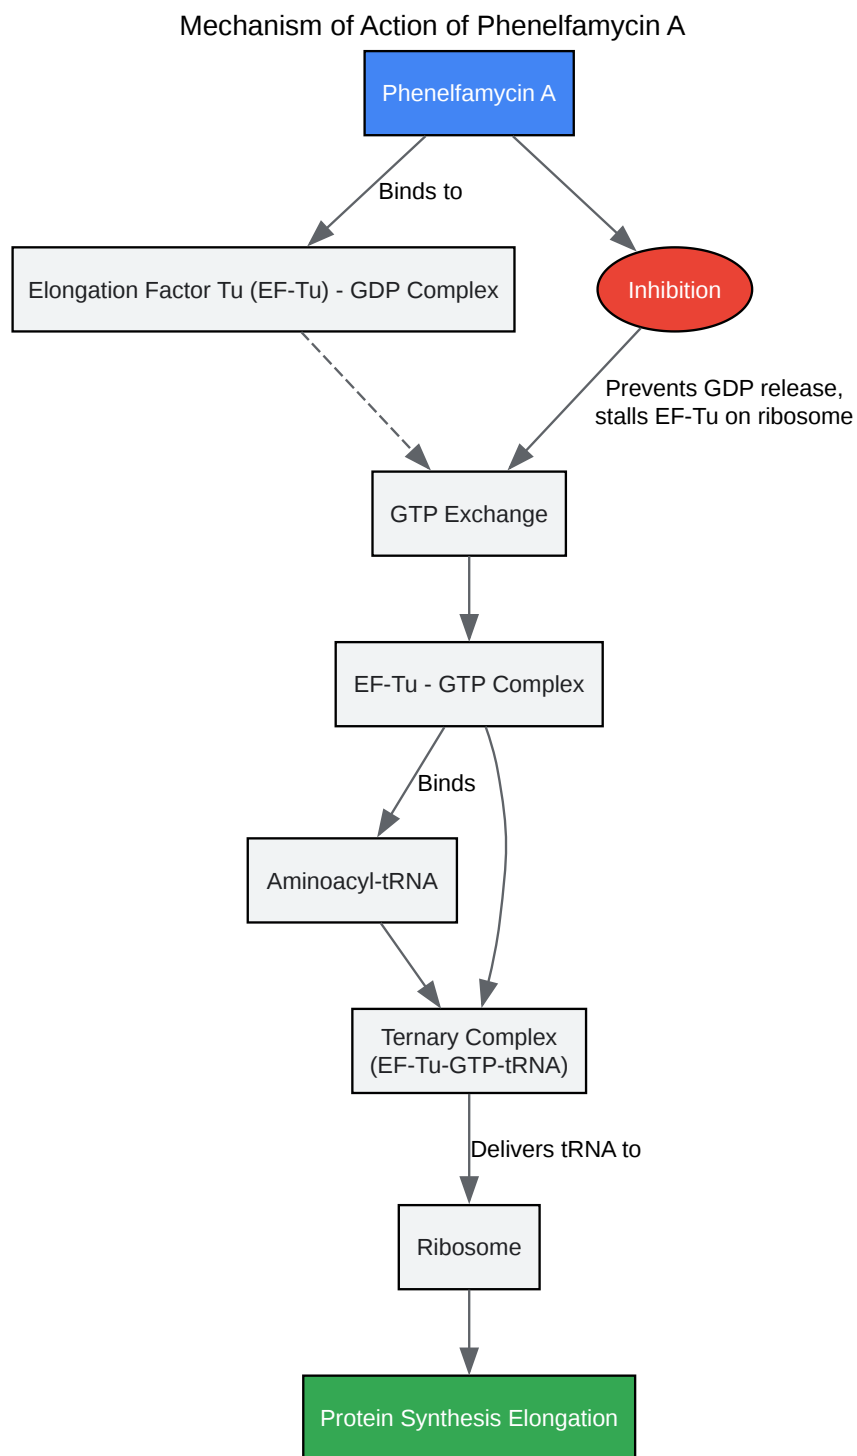 Mechanism of Action of Phenelfamycin A
Phenelfamycin A
Binds to
Elongation Factor Tu (EF-Tu) - GDP Complex
Inhibition
Prevents GDP release,
stalls EF-Tu on ribosome
GTP Exchange
EF-Tu - GTP Complex
Binds
Aminoacyl-tRNA
Ternary Complex
(EF-Tu-GTP-tRNA)
Delivers tRNA to
Ribosome
Protein Synthesis Elongation